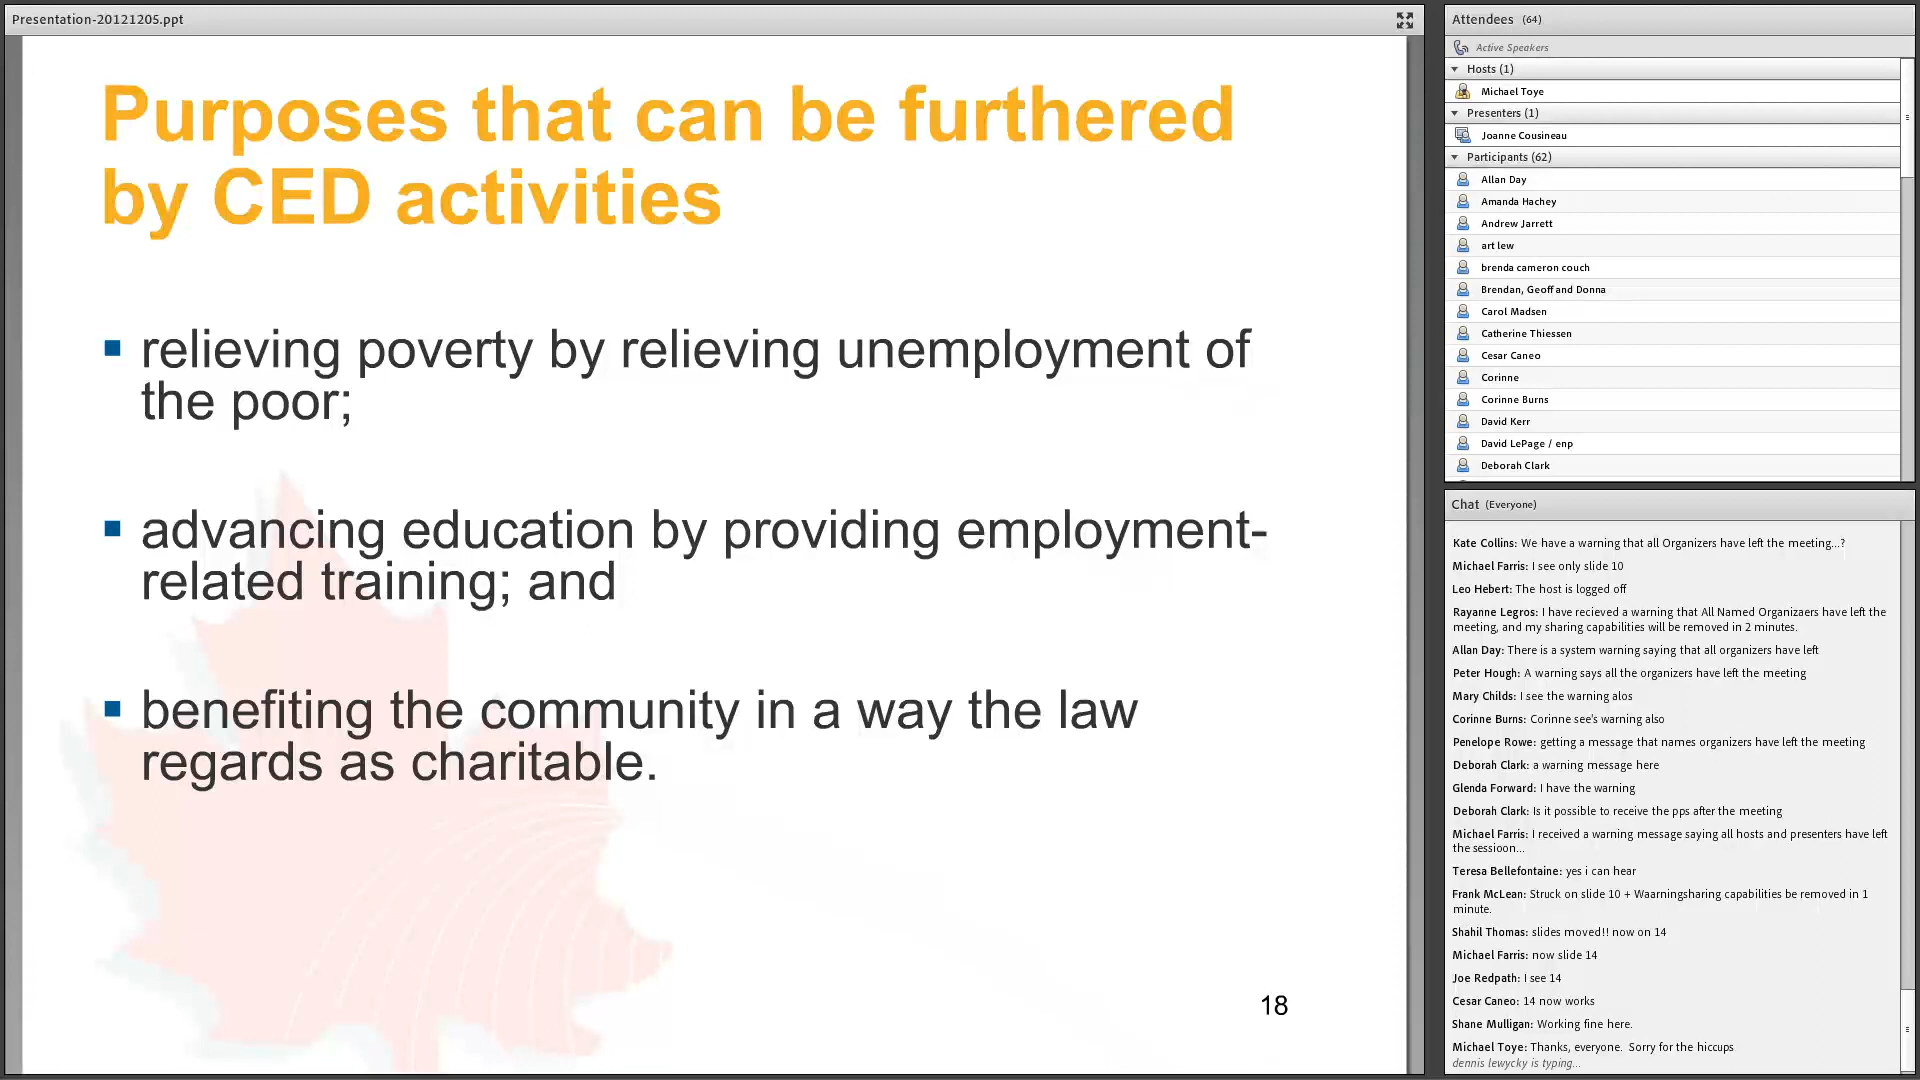 Presentation-20121205.ppt
Purposes that can be furthered
by CED activities
relieving poverty by relieving unemployment of
the poor;
advancing education by providing employment-
related training; and
benefiting the community in a way the law
regards as charitable.
18
Attendees (64)
Active Speakers
Hosts (1)
Michael Toye
Presenters (1)
Joanne Cousineau
Participants (62)
Allan Day
Amanda Hachey
Andrew Jarrett
art lew
brenda cameron couch
Brendan, Geoff and Donna
Carol Madsen
Catherine Thiessen
Cesar Caneo
Corinne
Corinne Burns
David Kerr
David LePage / enp
Deborah Clark
Chat (Everyone)
Kate Collins: We have a warning that all Organizers have left the meeting...?
Michael Farris: I see only slide 10
Leo Hebert: The host is logged off
Rayanne Legros: I have recieved a warning that All Named Organizaers have left the
meeting, and my sharing capabilities will be removed in 2 minutes.
Allan Day: There is a system warning saying that all organizers have left
Peter Hough: A warning says all the organizers have left the meeting
Mary Childs: I see the warning alos
Corinne Burns: Corinne see's warning also
Penelope Rowe: getting a message that names organizers have left the meeting
Deborah Clark: a warning message here
Glenda Forward: I have the warning
Deborah Clark: Is it possible to receive the pps after the meeting
Michael Farris: I received a warning message saying all hosts and presenters have left
the sessioon...
Teresa Bellefontaine: yes i can hear
Frank McLean: Struck on slide 10 + Waarningsharing capabilities be removed in 1
minute.
Shahil Thomas: slides moved!! now on 14
Michael Farris: now slide 14
Joe Redpath: I see 14
Cesar Caneo: 14 now works
Shane Mulligan: Working fine here.
Michael Toye: Thanks, everyone.  Sorry for the hiccups
dennis lewycky is typing...